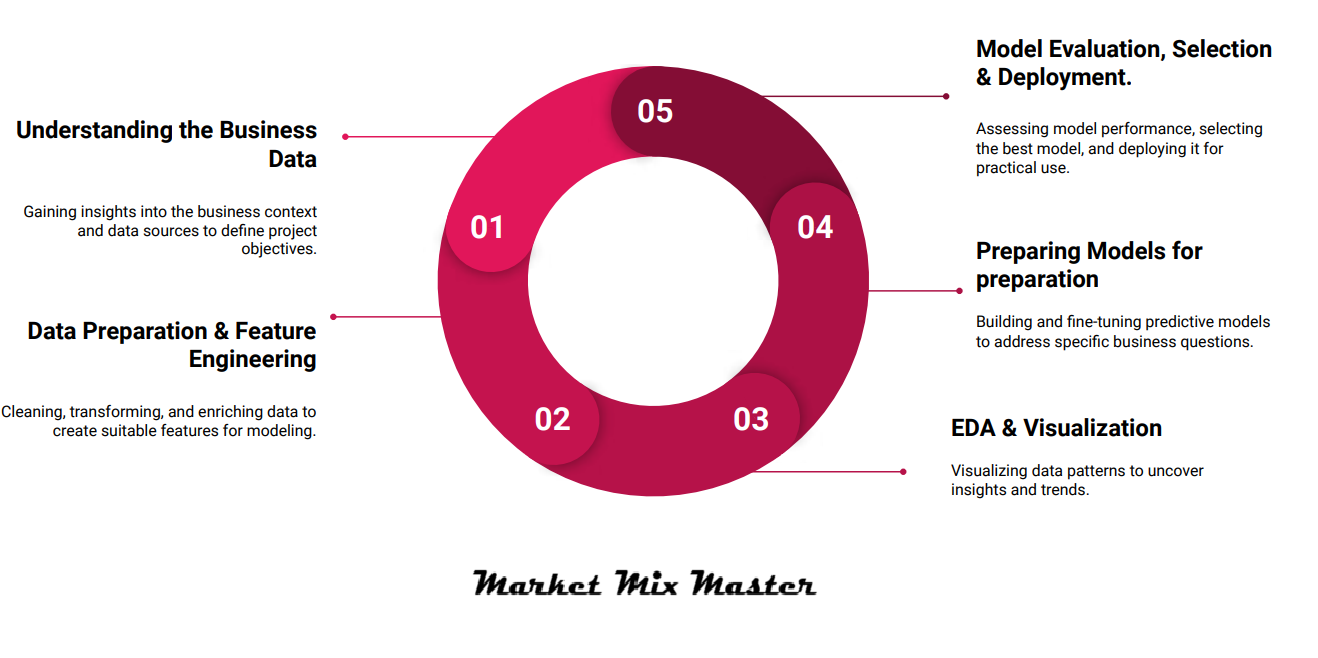 Understanding the Business
Data
Gaining insights into the business context
and data sources to define project
objectives.
01
Data Preparation & Feature
Engineering
Cleaning, transforming, and enriching data to
create suitable features for modeling.
02
03
EDA & Visualization
Visualizing data patterns to uncover
insights and trends.
04
Preparing Models for
preparation
Building and fine-tuning predictive models
to address specific business questions.
05
Model Evaluation, Selection
& Deployment.
Assessing model performance, selecting
the best model, and deploying it for
practical use.
Market Mix Master